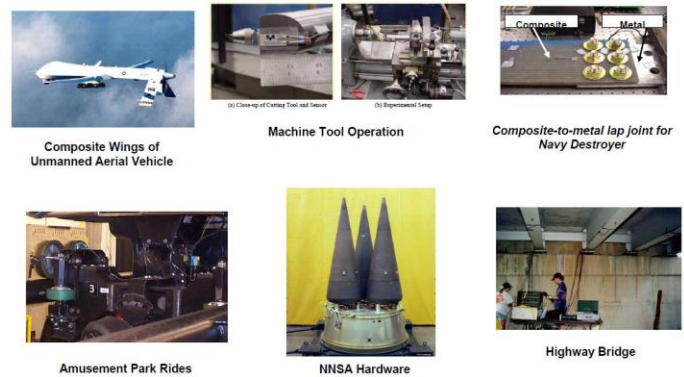 Composite
Metal
(a) Close-up of Cutting Tool and Sensor
(b) Experimental Setup
Composite Wings of
Unmanned Aerial Vehicle
Machine Tool Operation
Composite-to-metal lap joint for
Navy Destroyer
3
Amusement Park Rides
NNSA Hardware
Highway Bridge